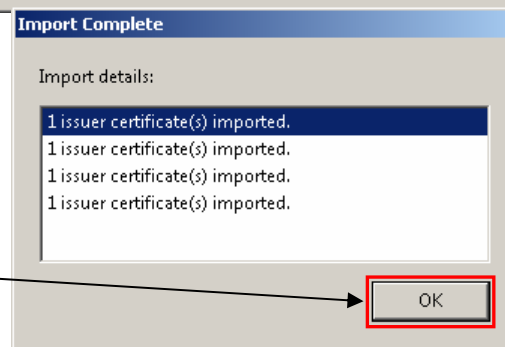 Import Complete
Import details:
1 issuer certificate(s) imported.
1 issuer certificate(s) imported.
1 issuer certificate(s) imported.
1 issuer certificate(s) imported.
OK